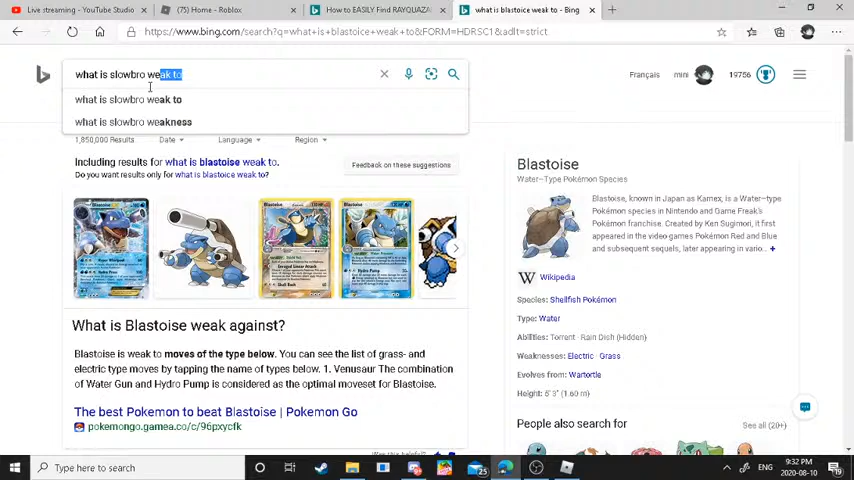 Live streaming - YouTube Studio
(75) Home - Roblox
How to EASILY Find RAYQUAZA
what is blastoice weak to - Bing
https://www.bing.com/search?q=what+is+blastoice+weak+to&FORM=HDRSC1&adlt=strict
what is slowbro weak to
Français
mini
19756
what is slowbro weak to
what is slowbro weakness
1,850,000 Results
Date
Language
Region
Including results for what is blastoise weak to.
Do you want results only for what is blastoice weak to?
Feedback on these suggestions
Blastoise
Water-Type Pokémon Species
Blastoise, known in Japan as Kamex, is a Water-type
Pokémon species in Nintendo and Game Freak's
Pokémon franchise. Created by Ken Sugimori, it first
appeared in the video games Pokémon Red and Blue
and subsequent sequels, later appearing in vario...
Wikipedia
Species: Shellfish Pokémon
Type: Water
Abilities: Torrent · Rain Dish (Hidden)
Weaknesses: Electric · Grass
Evolves from: Wartortle
Height: 5' 3" (1.60 m)
What is Blastoise weak against?
Blastoise is weak to moves of the type below. You can see the list of grass- and
electric type moves by tapping the name of types below. 1. Venusaur The combination
of Water Gun and Hydro Pump is considered as the optimal moveset for Blastoise.
The best Pokemon to beat Blastoise | Pokemon Go
pokemongo.gamea.co/c/96pxycfk
Was this helpful?
People also search for
See all (20+)
Type here to search
25
ENG
9:32 PM
2020-08-10
19